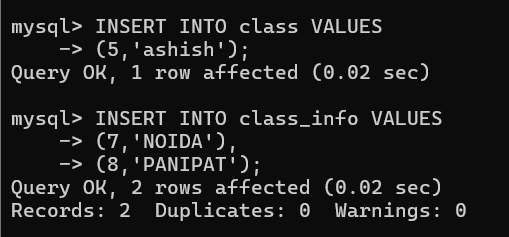 mysql> INSERT INTO class VALUES
    -> (5,'ashish');
Query OK, 1 row affected (0.02 sec)

mysql> INSERT INTO class_info VALUES
    -> (7,'NOIDA'),
    -> (8,'PANIPAT');
Query OK, 2 rows affected (0.02 sec)
Records: 2  Duplicates: 0  Warnings: 0